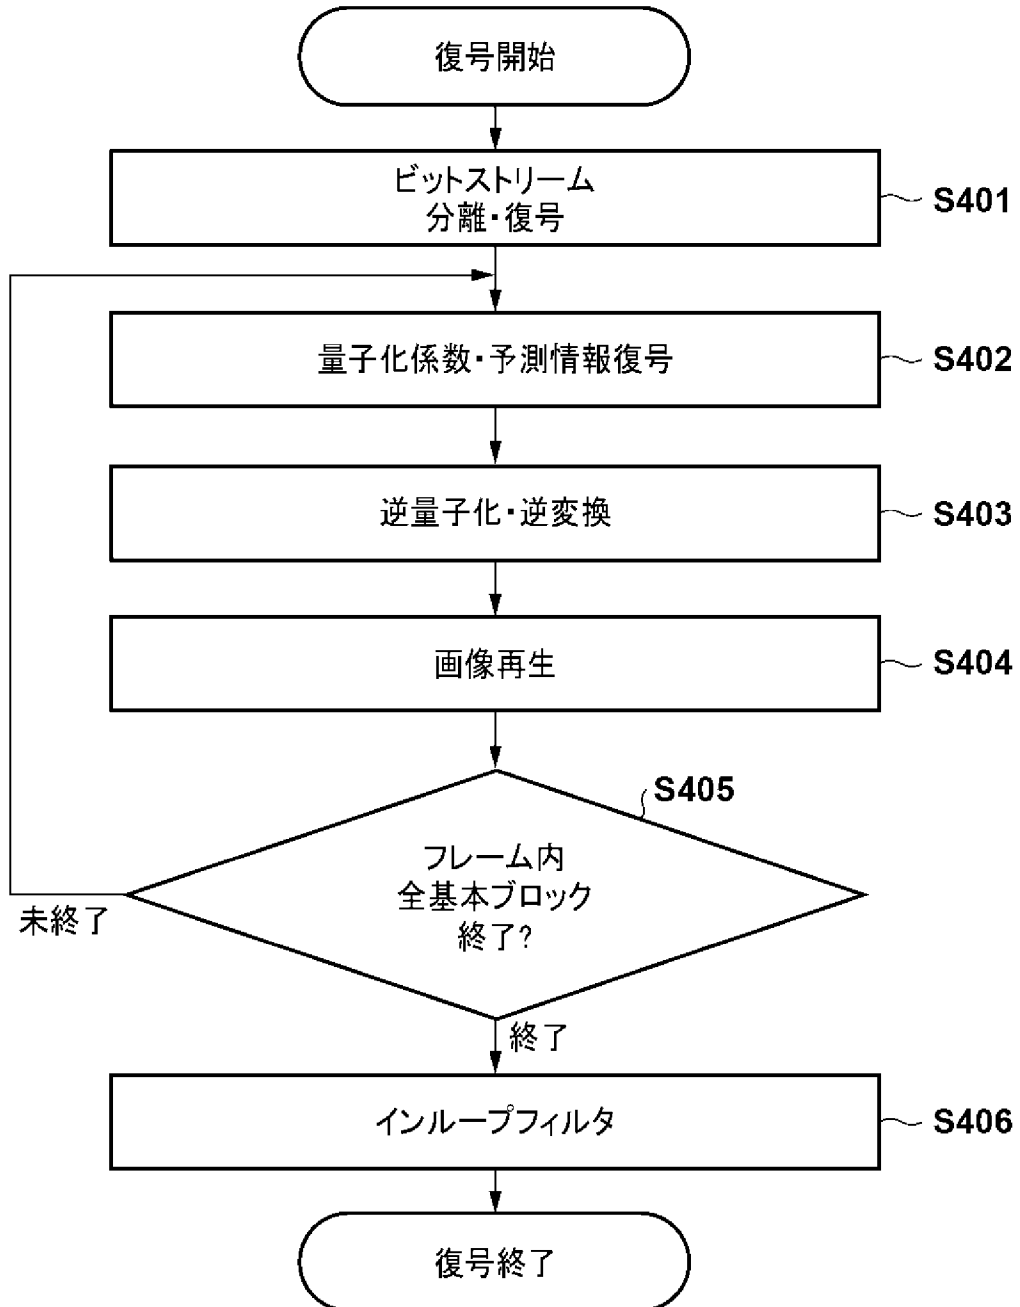 復号開始
ビットストリーム
分離・復号
S401
量子化係数・予測情報復号
S402
逆量子化・逆変換
S403
画像再生
S404
S405
フレーム内
全基本ブロック
終了?
未終了
終了
インループフィルタ
S406
復号終了